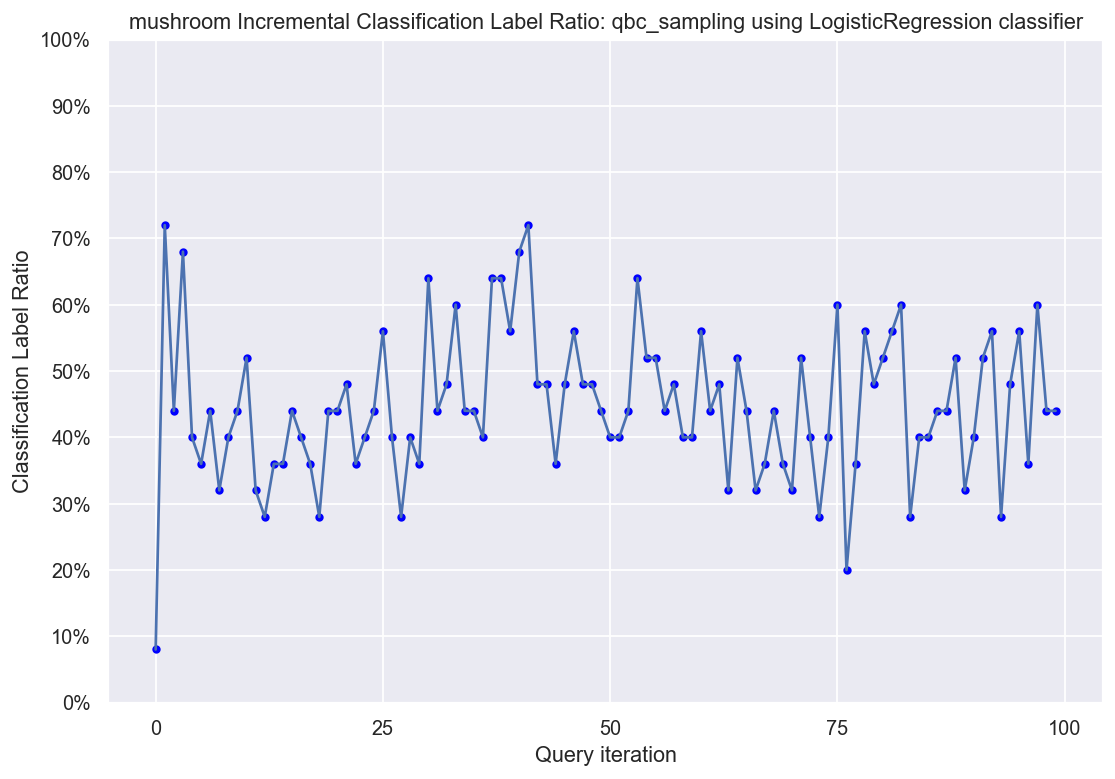 mushroom Incremental Classification Label Ratio: qbc_sampling using LogisticRegression classifier
100%
90%
80%
70%
60%
50%
40%
30%
20%
10%
0%
Classification Label Ratio
0 25 50 75 100
Query iteration